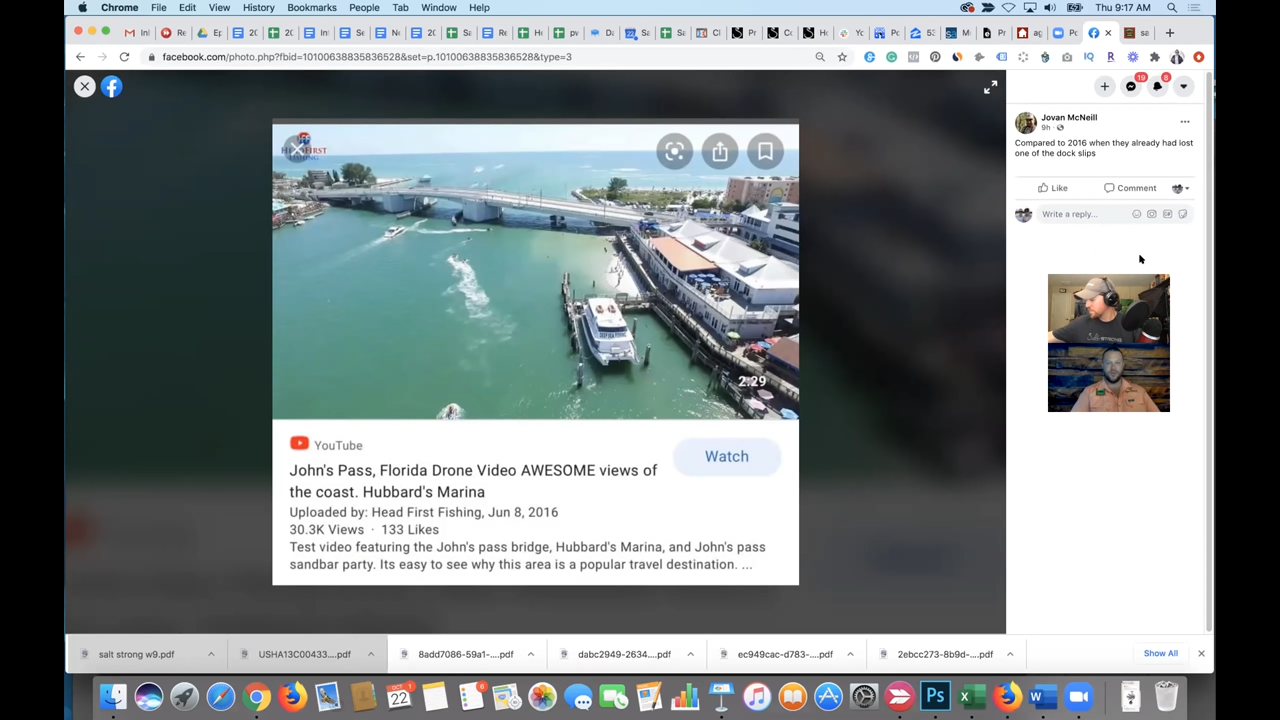 Chrome File Edit View History Bookmarks People Tab Window Help
Thu 9:17 AM
facebook.com/photo.php?fbid=10100638835836528&set=p.10100638835836528&type=3
19
8
Jovan McNeill
9h
Compared to 2016 when they already had lost
one of the dock slips
Like
Comment
Write a reply...
2:29
YouTube
Watch
John's Pass, Florida Drone Video AWESOME views of
the coast. Hubbard's Marina
Uploaded by: Head First Fishing, Jun 8, 2016
30.3K Views · 133 Likes
Test video featuring the John's pass bridge, Hubbard's Marina, and John's pass
sandbar party. Its easy to see why this area is a popular travel destination. ...
salt strong w9.pdf
USHA13C00433....pdf
8add7086-59a1-....pdf
dabc2949-2634....pdf
ec949cac-d783-....pdf
2ebcc273-8b9d-....pdf
Show All
OCT
22